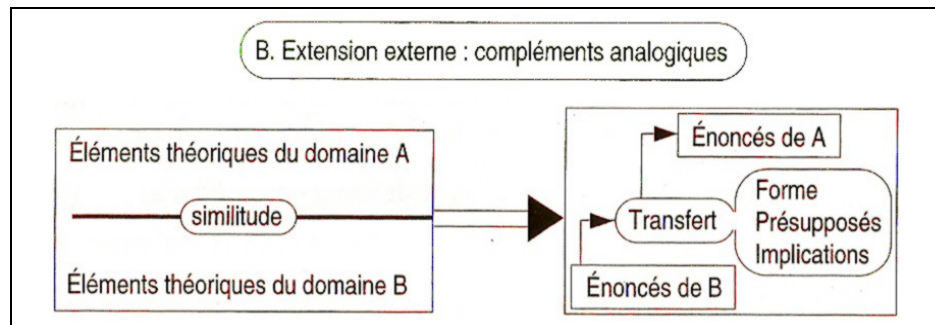 B. Extension externe : compléments analogiques
Éléments théoriques du domaine A
similitude
Éléments théoriques du domaine B
Énoncés de A
Transfert
Forme
Présupposés
Implications
Énoncés de B